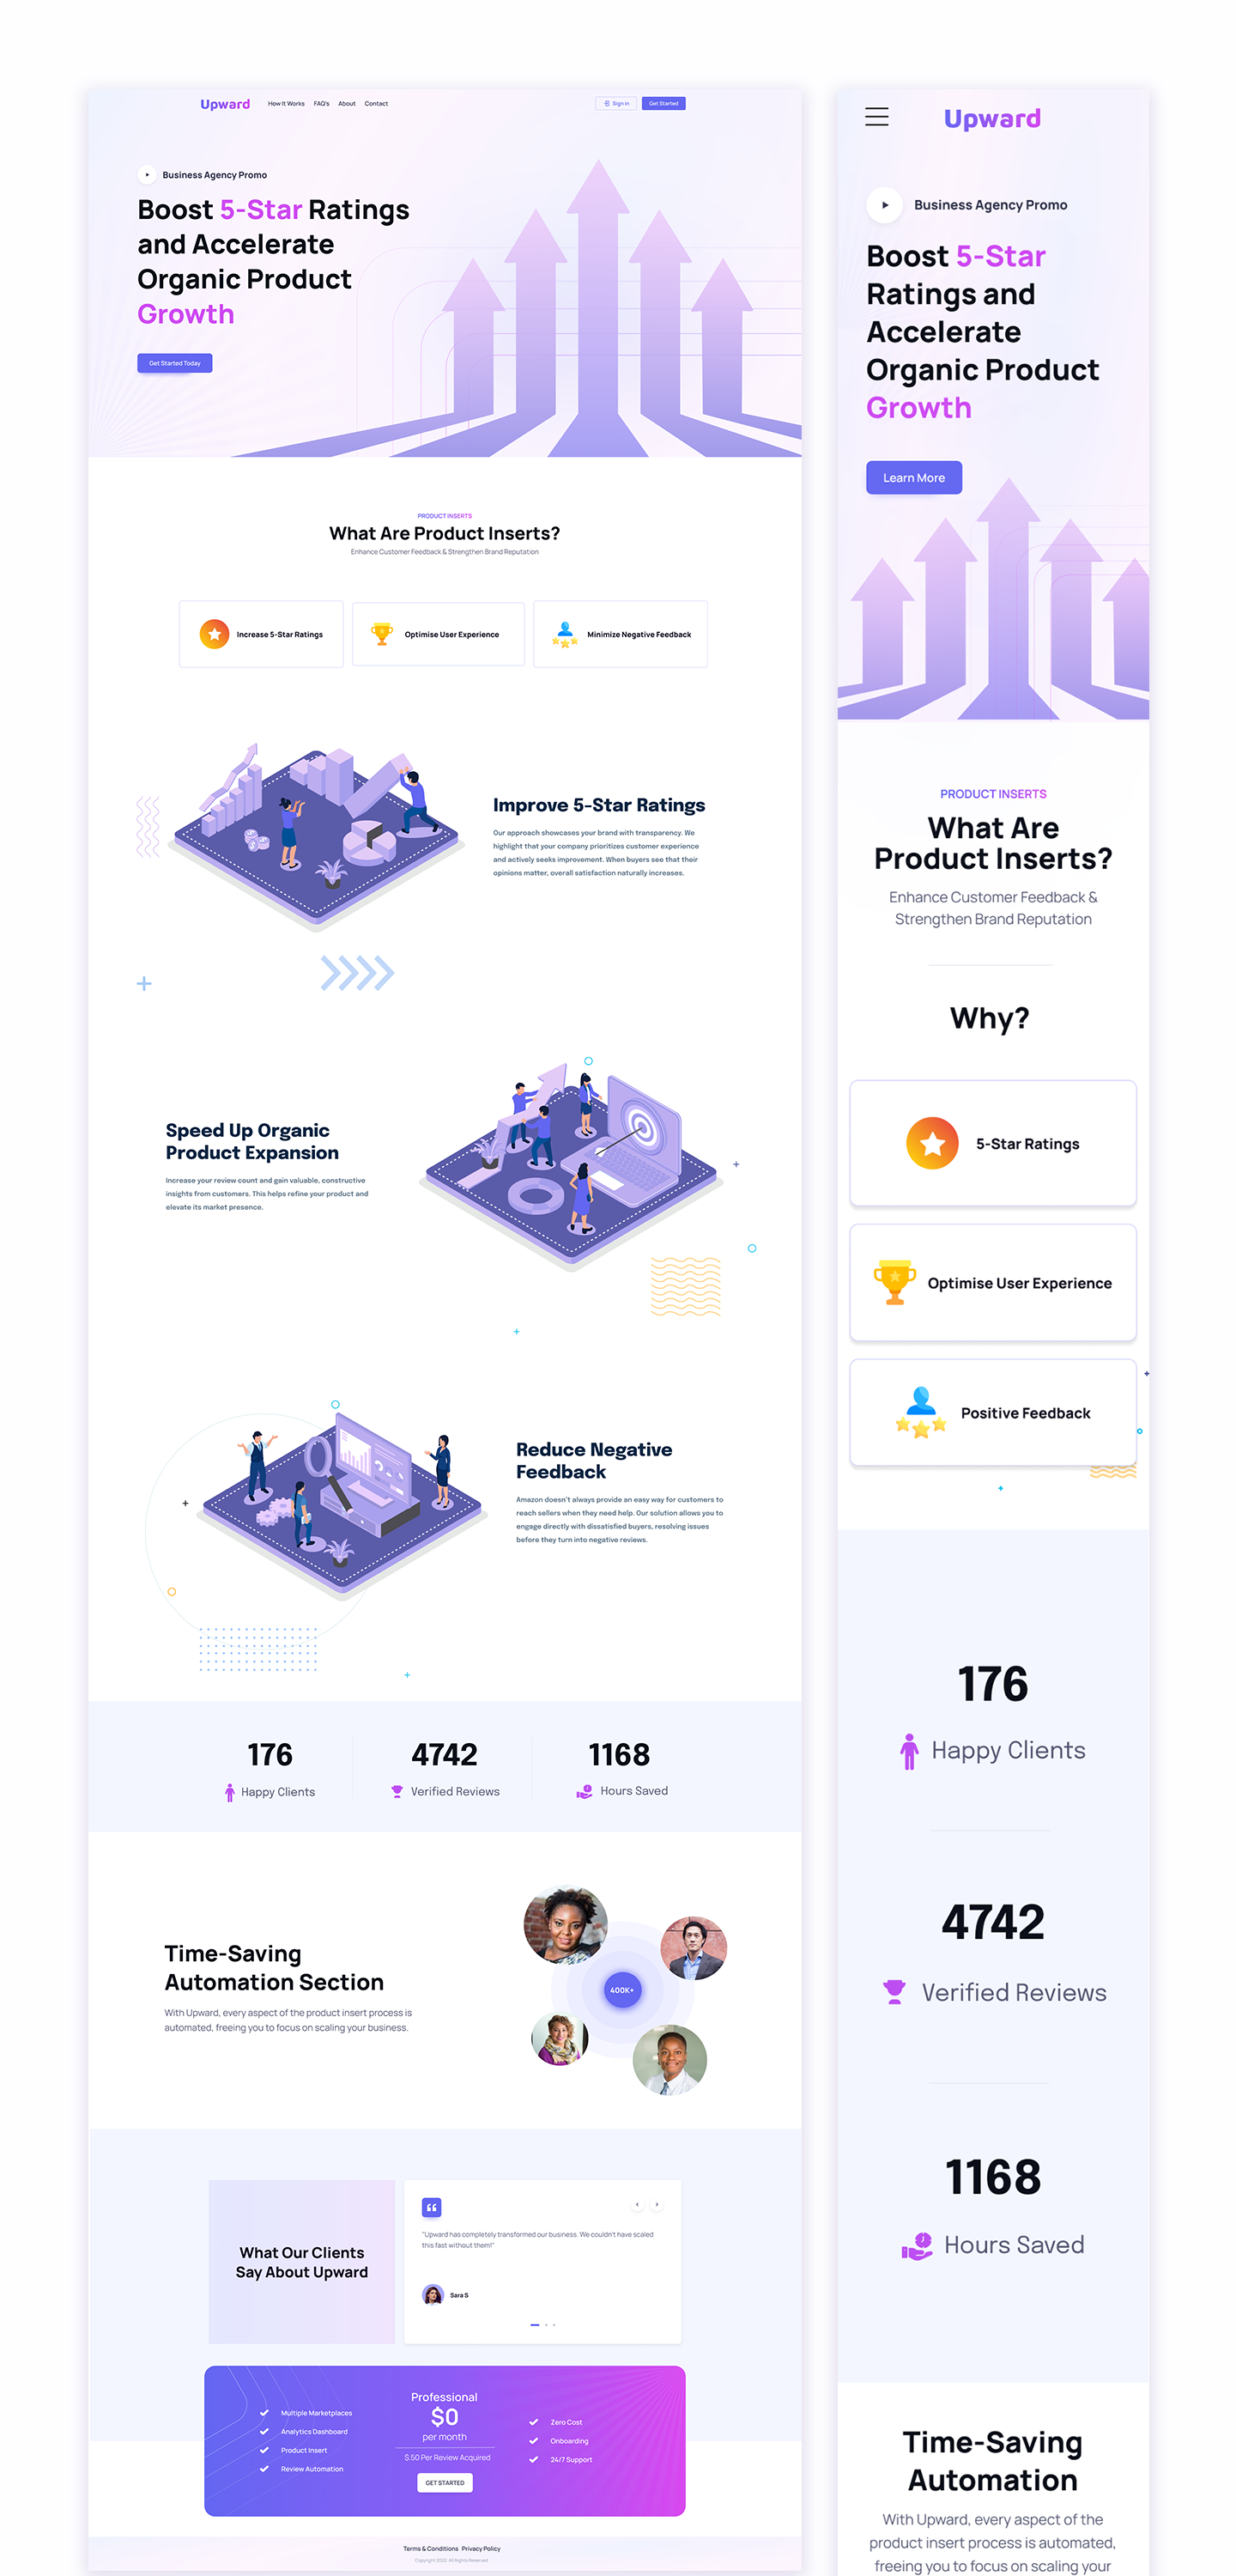 Upward
How It Works
FAQ's
About
Contact
Sign in
Get Started
Business Agency Promo
Boost 5-Star Ratings
and Accelerate
Organic Product
Growth
Get Started Today
PRODUCT INSERTS
What Are Product Inserts?
Enhance Customer Feedback & Strengthen Brand Reputation
Increase 5-Star Ratings
Optimise User Experience
Minimize Negative Feedback
Improve 5-Star Ratings
Our approach showcases your brand with transparency. We
highlight that your company prioritizes customer experience
and actively seeks improvement. When buyers see that their
opinions matter, overall satisfaction naturally increases.
Speed Up Organic
Product Expansion
Increase your review count and gain valuable, constructive
insights from customers. This helps refine your product and
elevate its market presence.
Reduce Negative
Feedback
Amazon doesn't always provide an easy way for customers to
reach sellers when they need help. Our solution allows you to
engage directly with dissatisfied buyers, resolving issues
before they turn into negative reviews.
176
Happy Clients
4742
Verified Reviews
1168
Hours Saved
Time-Saving
Automation Section
With Upward, every aspect of the product insert process is
automated, freeing you to focus on scaling your business.
400K+
What Our Clients
Say About Upward
"Upward has completely transformed our business. We couldn't have scaled
this fast without them!"
Sara S
Multiple Marketplaces
Analytics Dashboard
Product Insert
Review Automation
Professional
$0
per month
$.50 Per Review Acquired
GET STARTED
Zero Cost
Onboarding
24/7 Support
Terms & Conditions
Privacy Policy
Upward
Business Agency Promo
Boost 5-Star
Ratings and
Accelerate
Organic Product
Growth
Learn More
PRODUCT INSERTS
What Are
Product Inserts?
Enhance Customer Feedback &
Strengthen Brand Reputation
Why?
5-Star Ratings
Optimise User Experience
Positive Feedback
176
Happy Clients
4742
Verified Reviews
1168
Hours Saved
Time-Saving
Automation
With Upward, every aspect of the
product insert process is automated,
freeing you to focus on scaling your